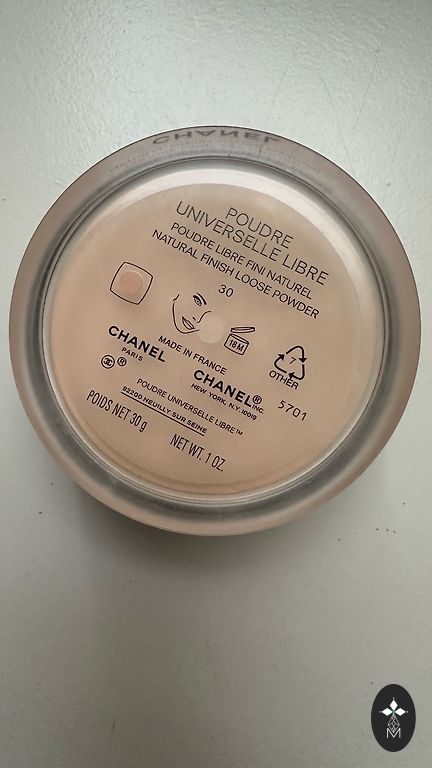 CHANEL
POUDRE
UNIVERSELLE LIBRE
POUDRE LIBRE FINI NATUREL
NATURAL FINISH LOOSE POWDER
30
18M
MADE IN FRANCE
CHANEL
PARIS
®
CHANEL® INC.
NEW YORK, N.Y. 10019
7
OTHER
5701
POUDRE UNIVERSELLE LIBRE™
92200 NEUILLY SUR SEINE
POIDS NET 30 g
NET WT. 1 OZ.
M